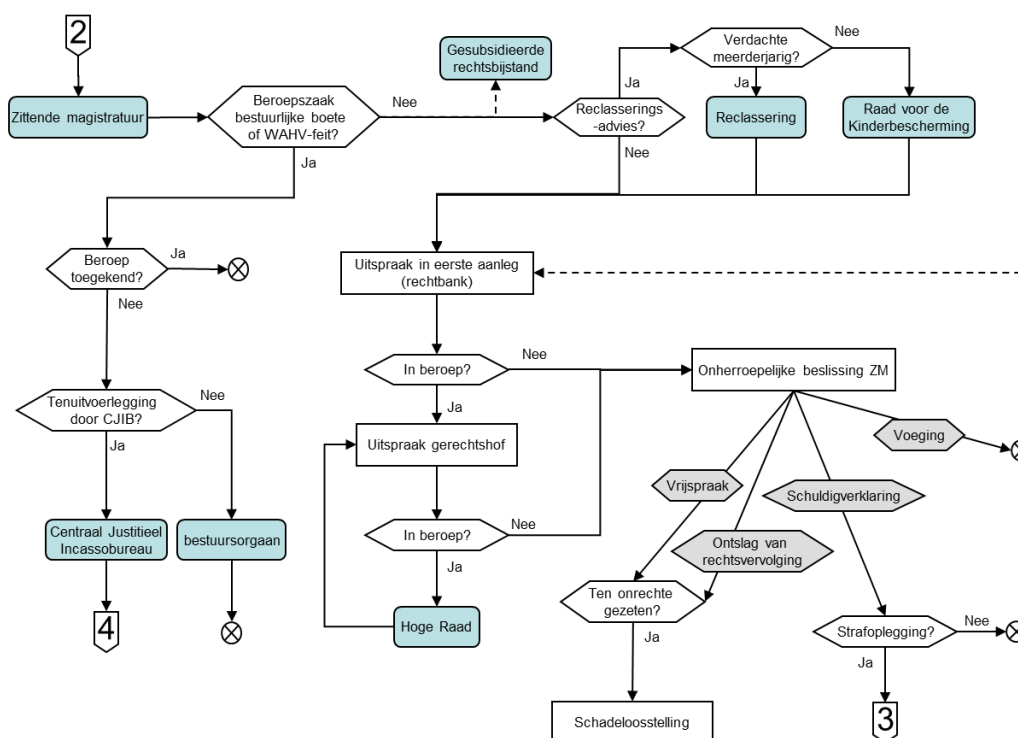 2
Zittende magistratuur
Beroepszaak
bestuurlijke boete
of WAHV-feit?
Nee
Ja
Gesubsidieerde
rechtsbijstand
Reclasserings
-advies?
Ja
Nee
Verdachte
meerderjarig?
Nee
Ja
Reclassering
Raad voor de
Kinderbescherming
Beroep
toegekend?
Ja
Nee
Uitspraak in eerste aanleg
(rechtbank)
Tenuitvoerlegging
door CJIB?
Nee
Ja
Centraal Justitieel
Incassobureau
bestuursorgaan
4
In beroep?
Nee
Ja
Uitspraak gerechtshof
In beroep?
Nee
Ja
Hoge Raad
Onherroepelijke beslissing ZM
Voeging
Vrijspraak
Schuldigverklaring
Ontslag van
rechtsvervolging
Ten onrechte
gezeten?
Ja
Schadeloosstelling
Strafoplegging?
Nee
Ja
3